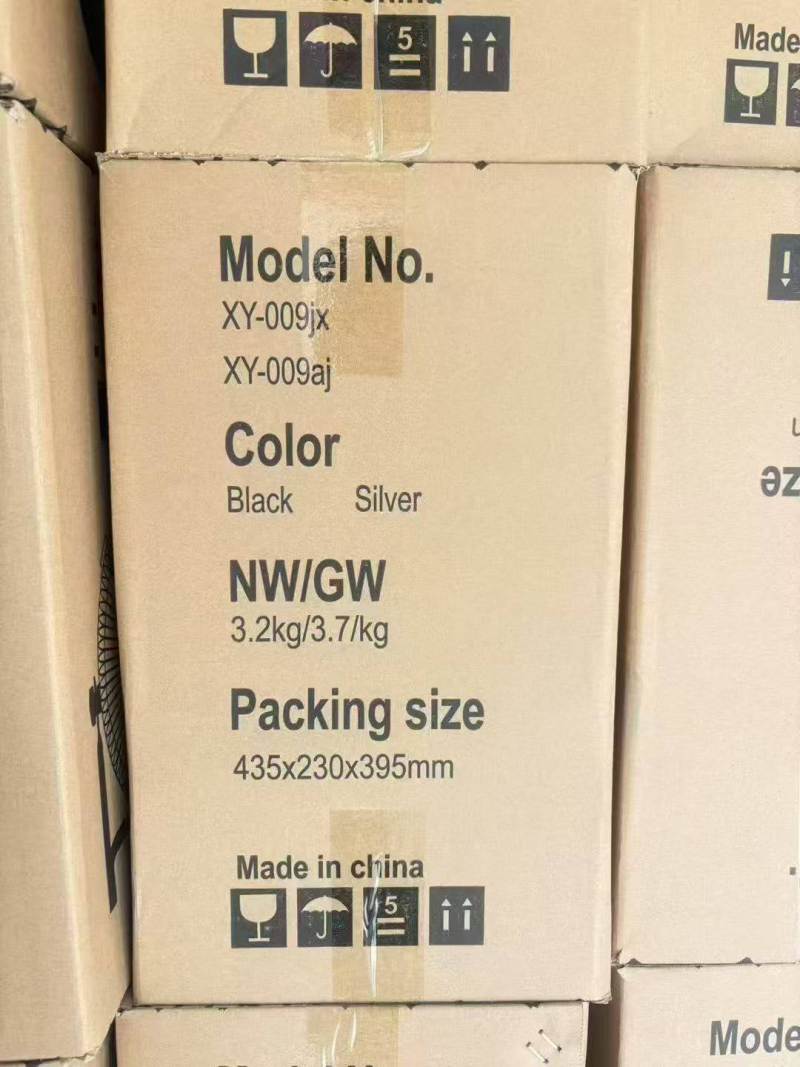 5
Made
Model No.
XY-009jx
XY-009aj
Color
Black Silver
NW/GW
3.2kg/3.7/kg
Packing size
435x230x395mm
Made in china
5
Mode